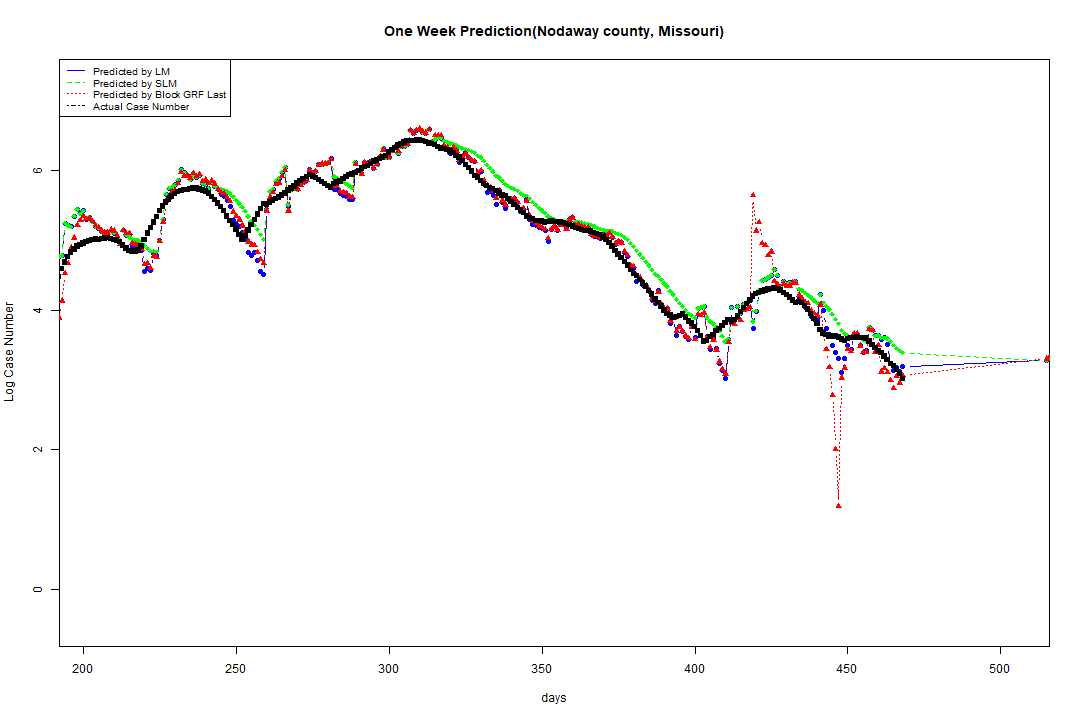 One Week Prediction(Nodaway county, Missouri)
Predicted by LM
Predicted by SLM
Predicted by Block GRF Last
Actual Case Number
Log Case Number
6
4
2
0
200 250 300 350 400 450 500
days